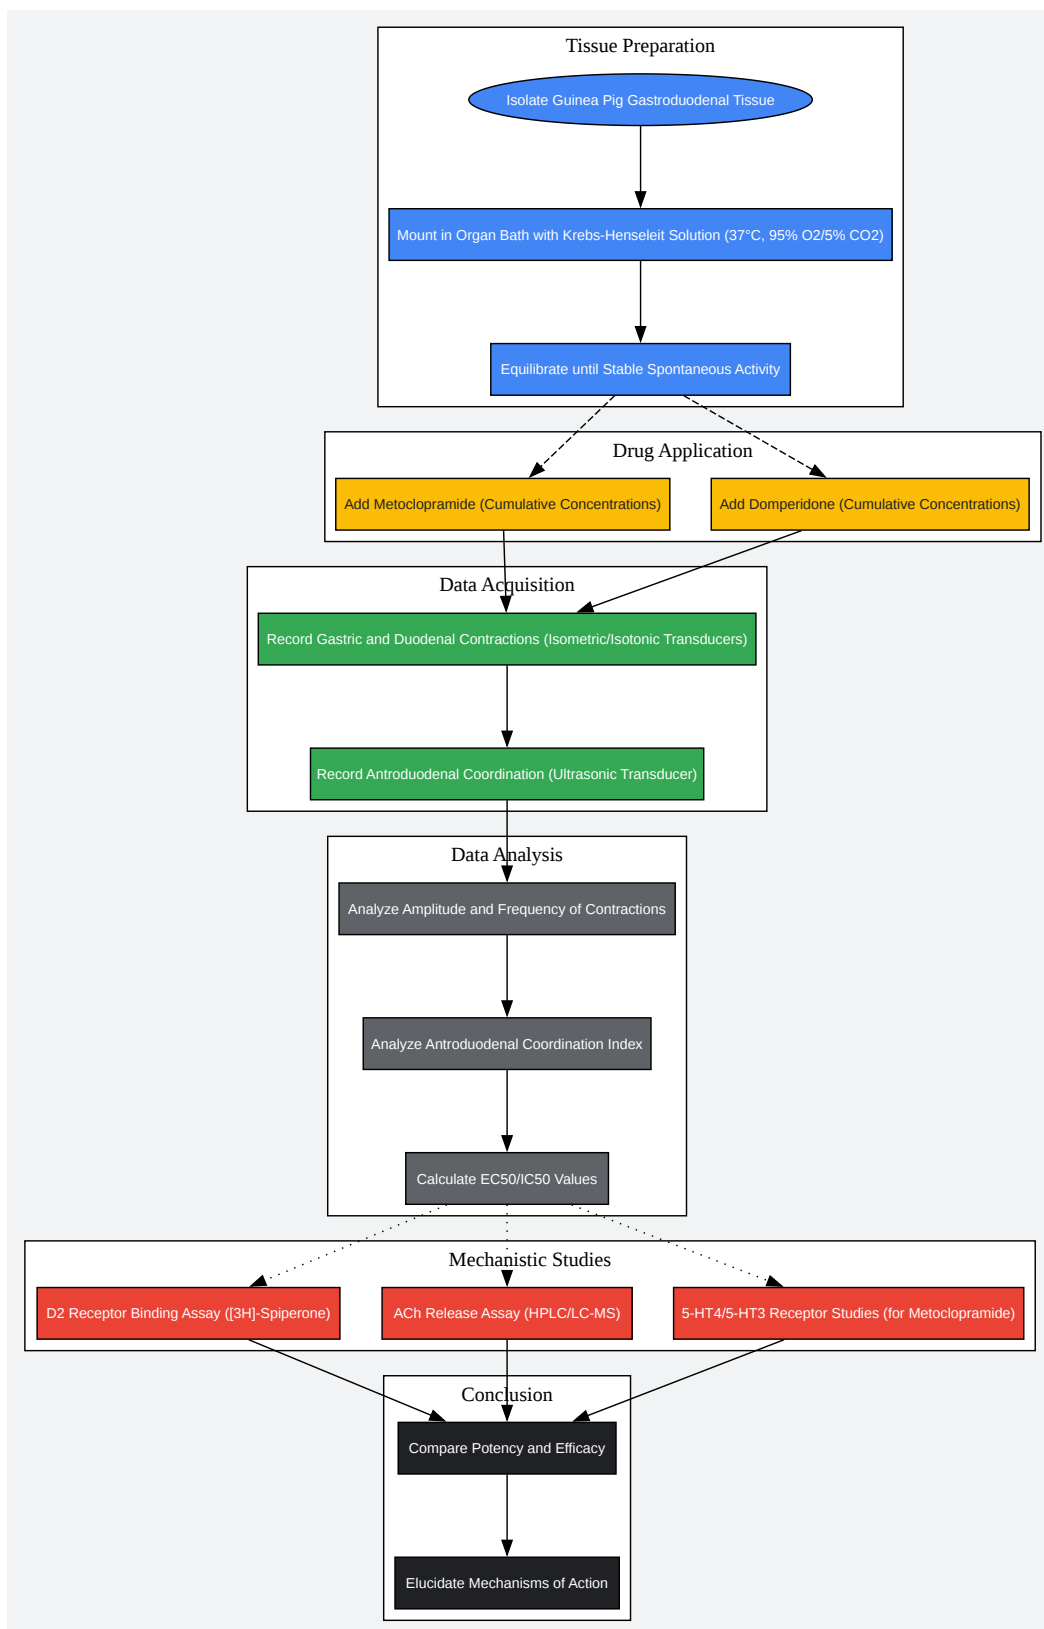 Tissue Preparation
Isolate Guinea Pig Gastroduodenal Tissue
Mount in Organ Bath with Krebs-Henseleit Solution (37°C, 95% O2/5% CO2)
Equilibrate until Stable Spontaneous Activity
Drug Application
Add Metoclopramide (Cumulative Concentrations)
Add Domperidone (Cumulative Concentrations)
Data Acquisition
Record Gastric and Duodenal Contractions (Isometric/Isotonic Transducers)
Record Antroduodenal Coordination (Ultrasonic Transducer)
Data Analysis
Analyze Amplitude and Frequency of Contractions
Analyze Antroduodenal Coordination Index
Calculate EC50/IC50 Values
Mechanistic Studies
D2 Receptor Binding Assay ([3H]-Spiperone)
ACh Release Assay (HPLC/LC-MS)
5-HT4/5-HT3 Receptor Studies (for Metoclopramide)
Conclusion
Compare Potency and Efficacy
Elucidate Mechanisms of Action